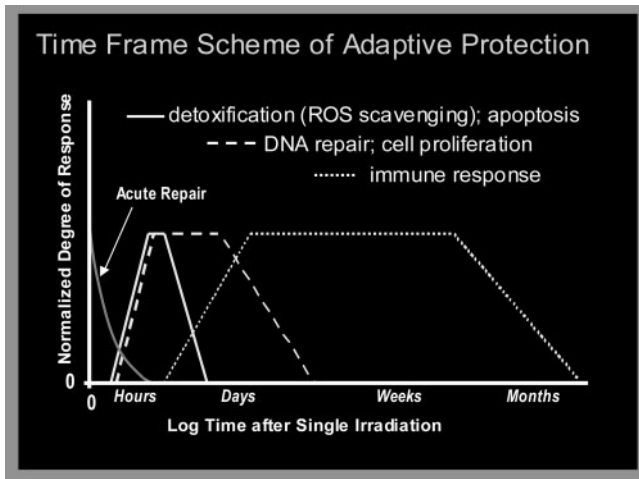 Time Frame Scheme of Adaptive Protection
detoxification (ROS scavenging); apoptosis
DNA repair; cell proliferation
immune response
Acute Repair
Normalized Degree of Response
0
0
Hours
Days
Weeks
Months
Log Time after Single Irradiation